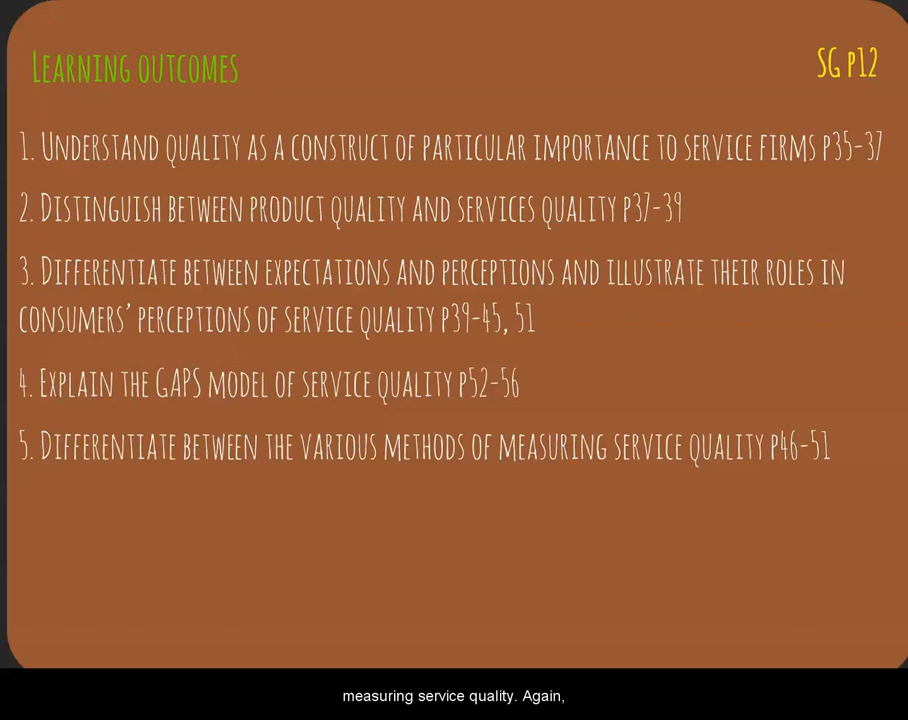 Learning outcomes
SG p12
1. Understand quality as a construct of particular importance to service firms p35-37
2. Distinguish between product quality and services quality p37-39
3. Differentiate between expectations and perceptions and illustrate their roles in
consumers’ perceptions of service quality p39-45, 51
4. Explain the GAPS model of service quality p52-56
5. Differentiate between the various methods of measuring service quality p46-51
measuring service quality. Again,